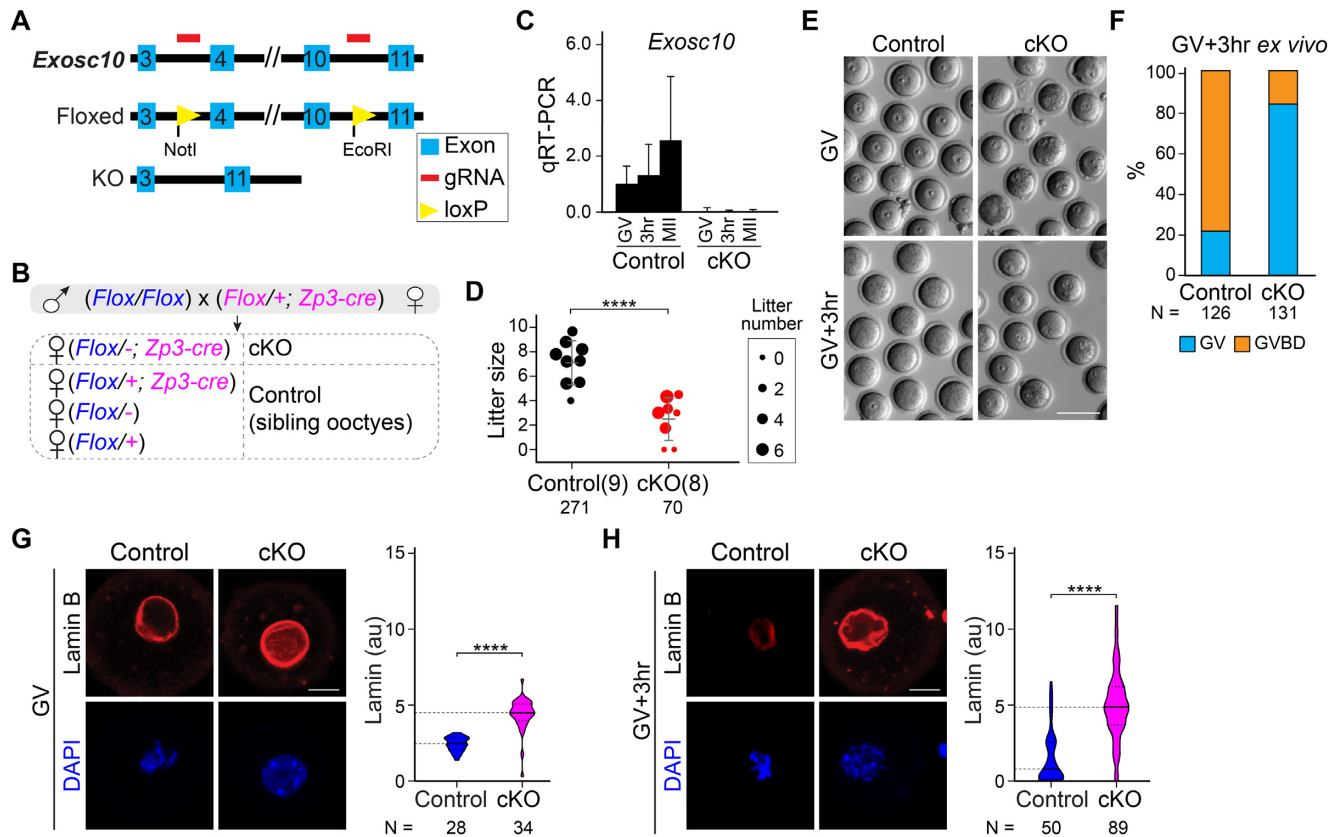 A
Exosc10
3
4
//
10
11
Floxed
3
4
//
10
11
NotI
EcoRI
KO
3
11
Exon
gRNA
loxP
B
♂ (Flox/Flox) x (Flox/+; Zp3-cre) ♀
♀(Flox/-; Zp3-cre)
cKO
♀(Flox/+; Zp3-cre)
♀(Flox/-)
♀(Flox/+)
Control
(sibling ooctyes)
C
Exosc10
qRT-PCR
6.0
4.0
2.0
0.0
GV
3hr
MII
GV
3hr
MII
Control
cKO
D
****
Litter size
10
8
6
4
2
0
Control(9)
cKO(8)
271
70
Litter
number
0
2
4
6
E
Control
cKO
GV
GV+3hr
F
GV+3hr ex vivo
%
100
80
60
40
20
0
Control
cKO
N =
126
131
GV
GVBD
G
Control
cKO
GV
Lamin B
DAPI
Lamin (au)
15
10
5
0
****
Control
cKO
N =
28
34
H
Control
cKO
GV+3hr
Lamin B
DAPI
Lamin (au)
15
10
5
0
****
Control
cKO
N =
50
89